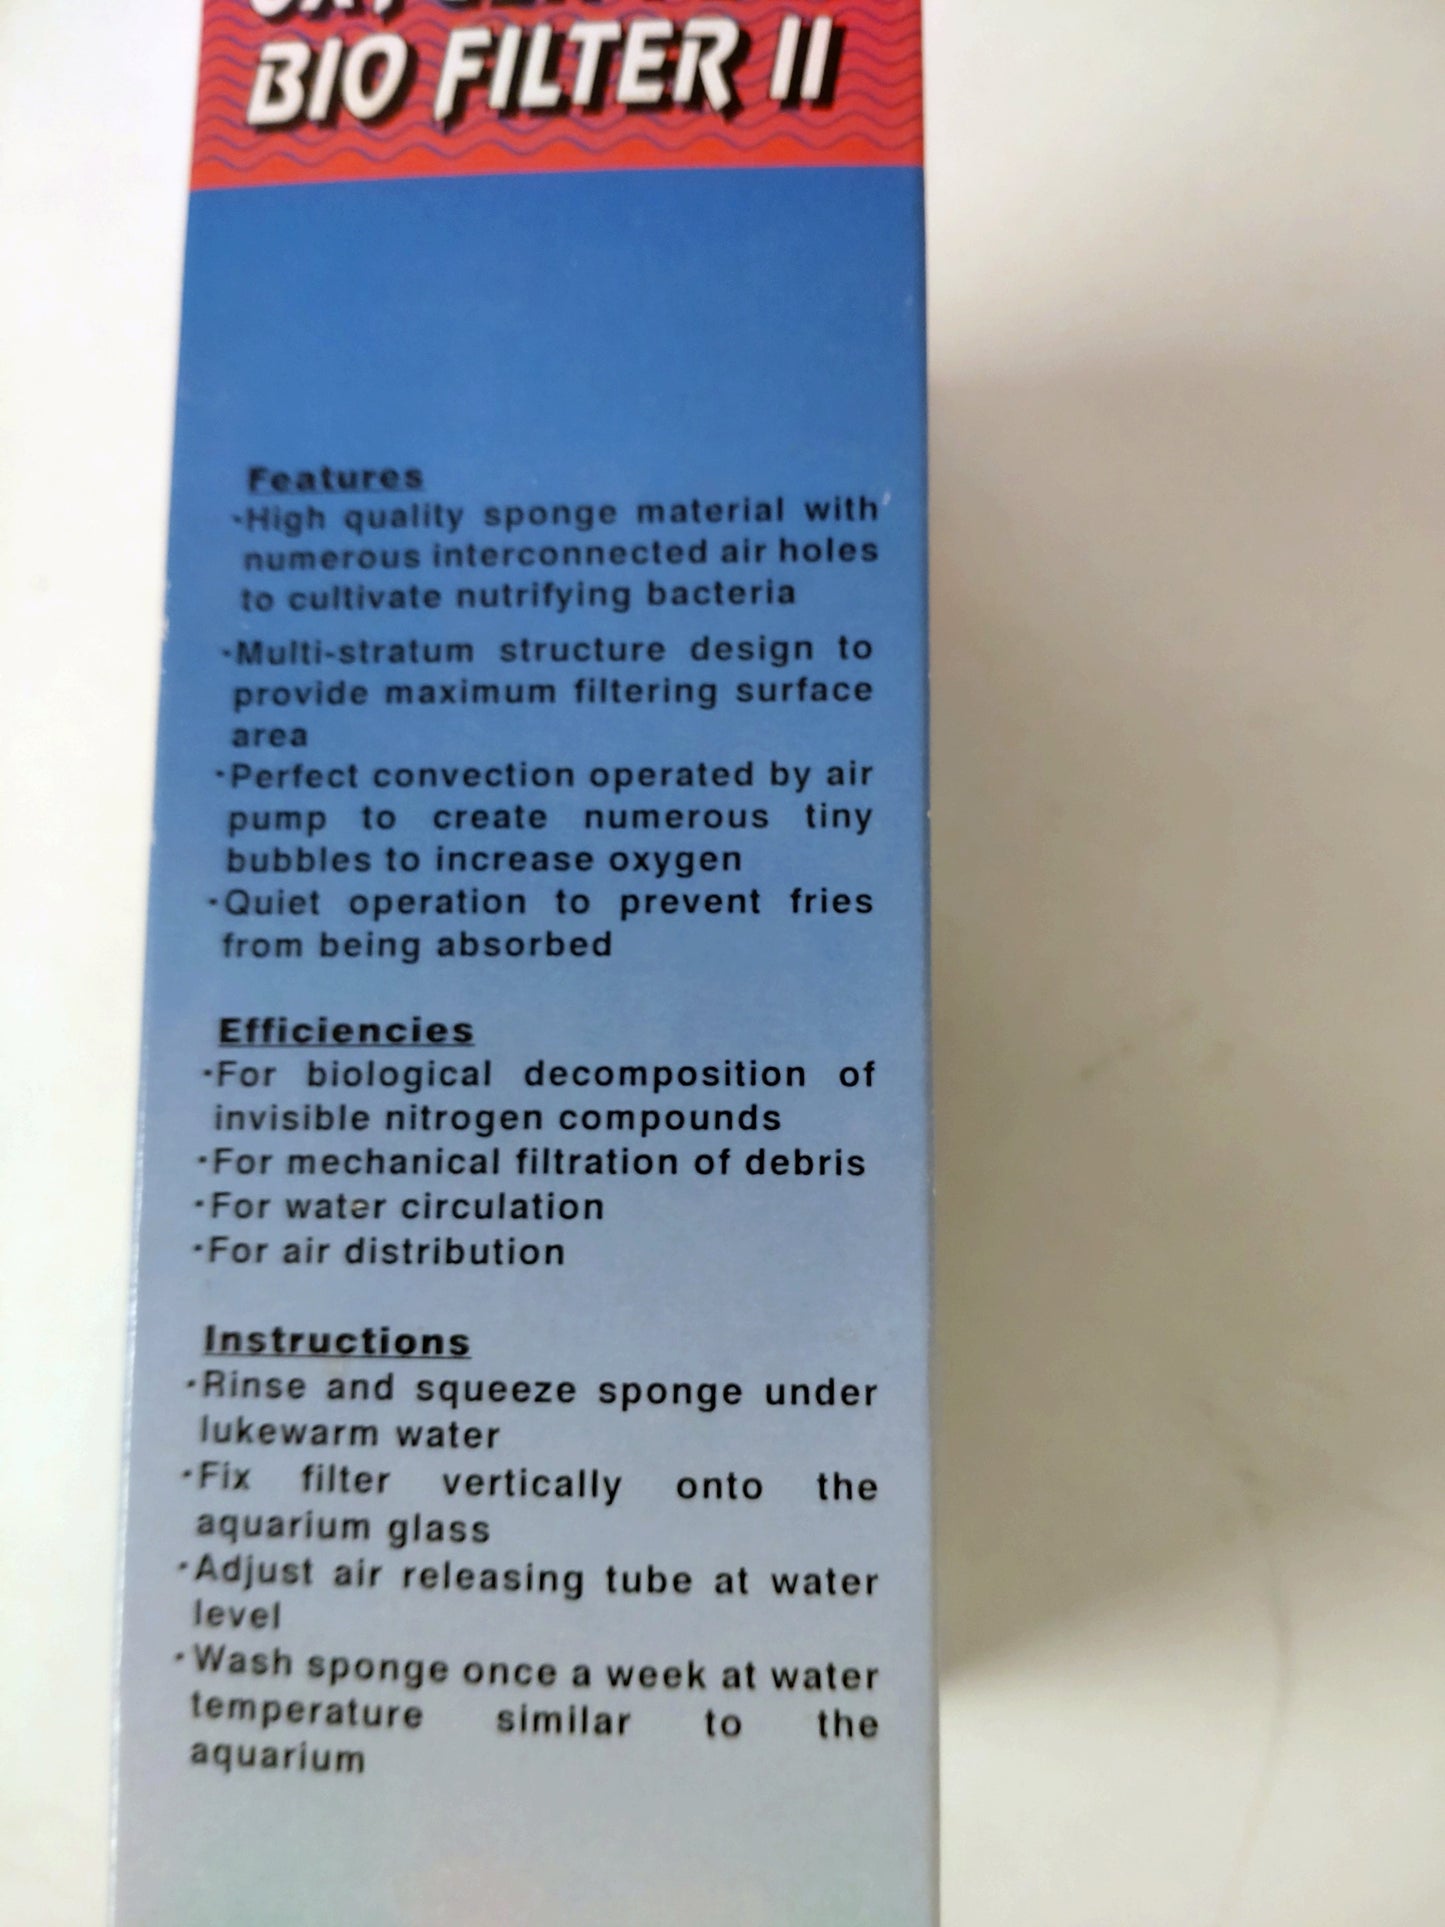 BIO FILTER II
Features
·High quality sponge material with
numerous interconnected air holes
to cultivate nutrifying bacteria
·Multi-stratum structure design to
provide maximum filtering surface
area
·Perfect convection operated by air
pump to create numerous tiny
bubbles to increase oxygen
·Quiet operation to prevent fries
from being absorbed
Efficiencies
·For biological decomposition of
invisible nitrogen compounds
·For mechanical filtration of debris
·For water circulation
·For air distribution
Instructions
·Rinse and squeeze sponge under
lukewarm water
·Fix filter vertically onto the
aquarium glass
·Adjust air releasing tube at water
level
·Wash sponge once a week at water
temperature similar to the
aquarium